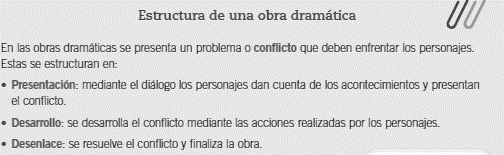 Estructura de una obra dramática
En las obras dramáticas se presenta un problema o conflicto que deben enfrentar los personajes.
Estas se estructuran en:
• Presentación: mediante el diálogo los personajes dan cuenta de los acontecimientos y presentan
el conflicto.
• Desarrollo: se desarrolla el conflicto mediante las acciones realizadas por los personajes.
• Desenlace: se resuelve el conflicto y finaliza la obra.